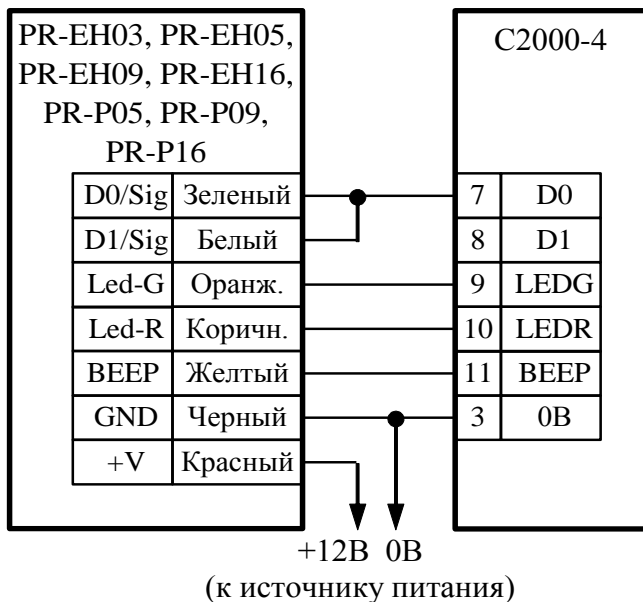 PR-EH03, PR-EH05,
PR-EH09, PR-EH16,
PR-P05, PR-P09,
PR-P16
C2000-4
D0/Sig Зеленый 7 D0
D1/Sig Белый 8 D1
Led-G Оранж. 9 LEDG
Led-R Коричн. 10 LEDR
BEEP Желтый 11 BEEP
GND Черный 3 0В
+V Красный
+12В 0В
(к источнику питания)